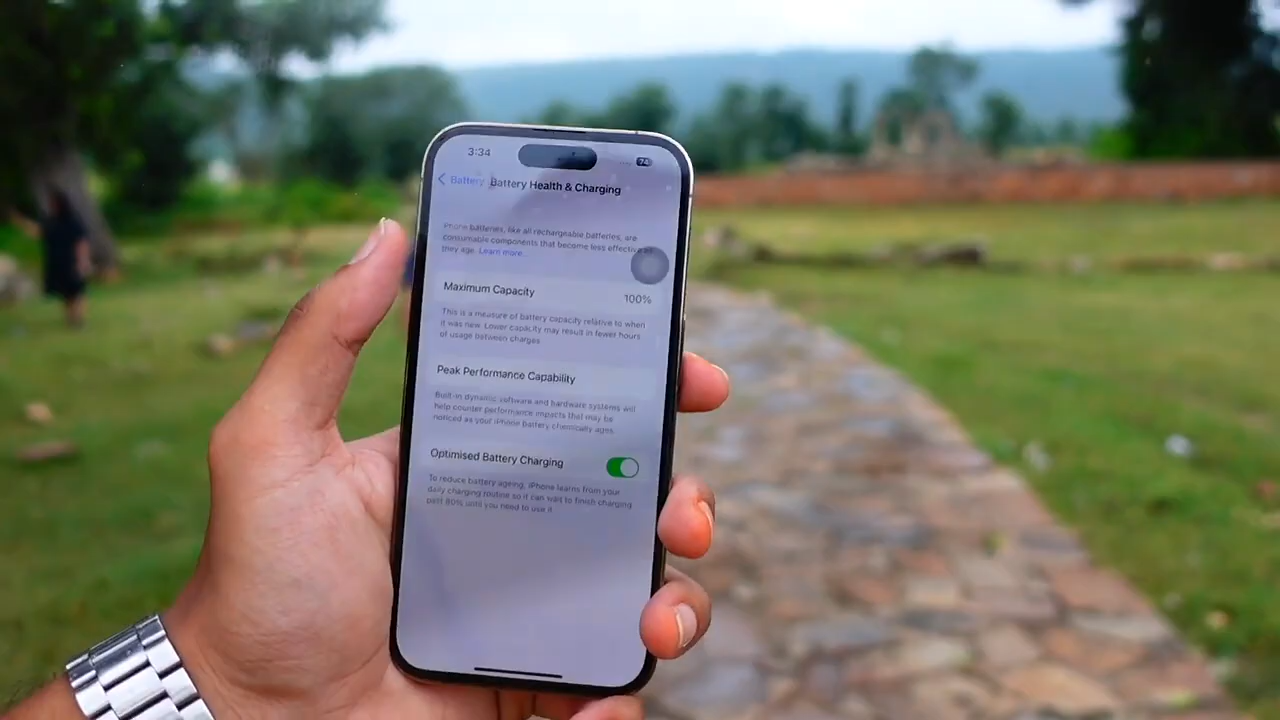 3:34
74
Battery
Battery Health & Charging
Phone batteries, like all rechargeable batteries, are
consumable components that become less effective as
they age. Learn more...
Maximum Capacity
100%
This is a measure of battery capacity relative to when
it was new. Lower capacity may result in fewer hours
of usage between charges.
Peak Performance Capability
Built-in dynamic software and hardware systems will
help counter performance impacts that may be
noticed as your iPhone battery chemically ages.
Optimised Battery Charging
To reduce battery ageing, iPhone learns from your
daily charging routine so it can wait to finish charging
past 80% until you need to use it.